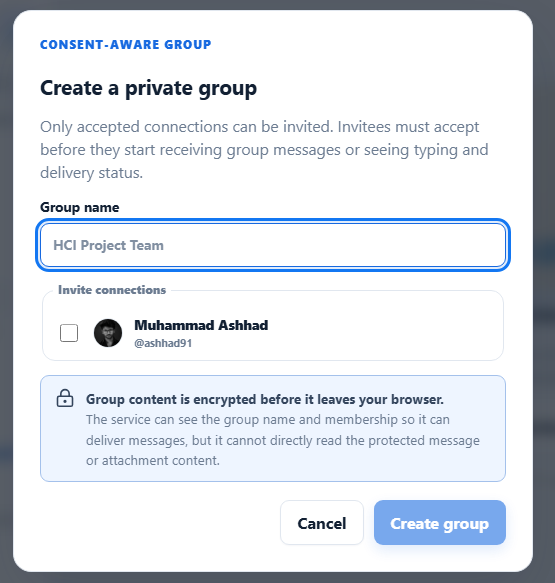 CONSENT-AWARE GROUP
Create a private group
Only accepted connections can be invited. Invitees must accept
before they start receiving group messages or seeing typing and
delivery status.
Group name
HCI Project Team
Invite connections
Muhammad Ashhad
@ashhad91
Group content is encrypted before it leaves your browser.
The service can see the group name and membership so it can
deliver messages, but it cannot directly read the protected message
or attachment content.
Cancel
Create group